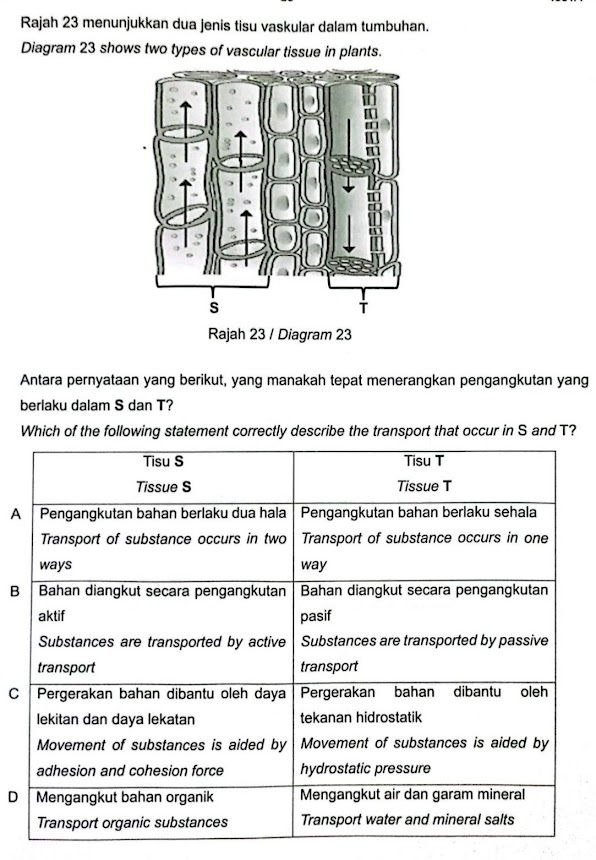 Rajah 23 menunjukkan dua jenis tisu vaskular dalam tumbuhan.
Diagram 23 shows two types of vascular tissue in plants.
S
T
Rajah 23 / Diagram 23
Antara pernyataan yang berikut, yang manakah tepat menerangkan pengangkutan yang
berlaku dalam S dan T?
Which of the following statement correctly describe the transport that occur in S and T?
Tisu S
Tissue S
Tisu T
Tissue T
A
Pengangkutan bahan berlaku dua hala
Transport of substance occurs in two
ways
Pengangkutan bahan berlaku sehala
Transport of substance occurs in one
way
B
Bahan diangkut secara pengangkutan
aktif
Substances are transported by active
transport
Bahan diangkut secara pengangkutan
pasif
Substances are transported by passive
transport
C
Pergerakan bahan dibantu oleh daya
lekitan dan daya lekatan
Movement of substances is aided by
adhesion and cohesion force
Pergerakan bahan dibantu oleh
tekanan hidrostatik
Movement of substances is aided by
hydrostatic pressure
D
Mengangkut bahan organik
Transport organic substances
Mengangkut air dan garam mineral
Transport water and mineral salts